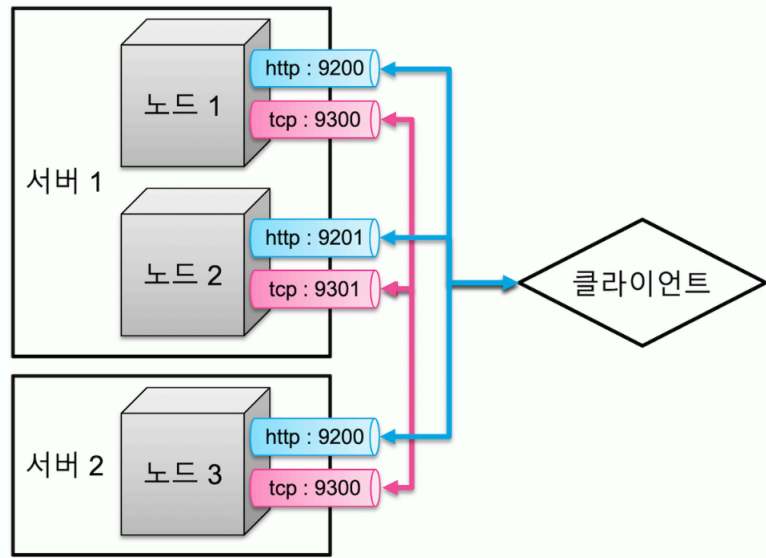 http : 9200
노드 1
tcp : 9300
서버 1
http : 9201
노드 2
tcp : 9301
클라이언트
http : 9200
서버 2
노드 3
tcp : 9300